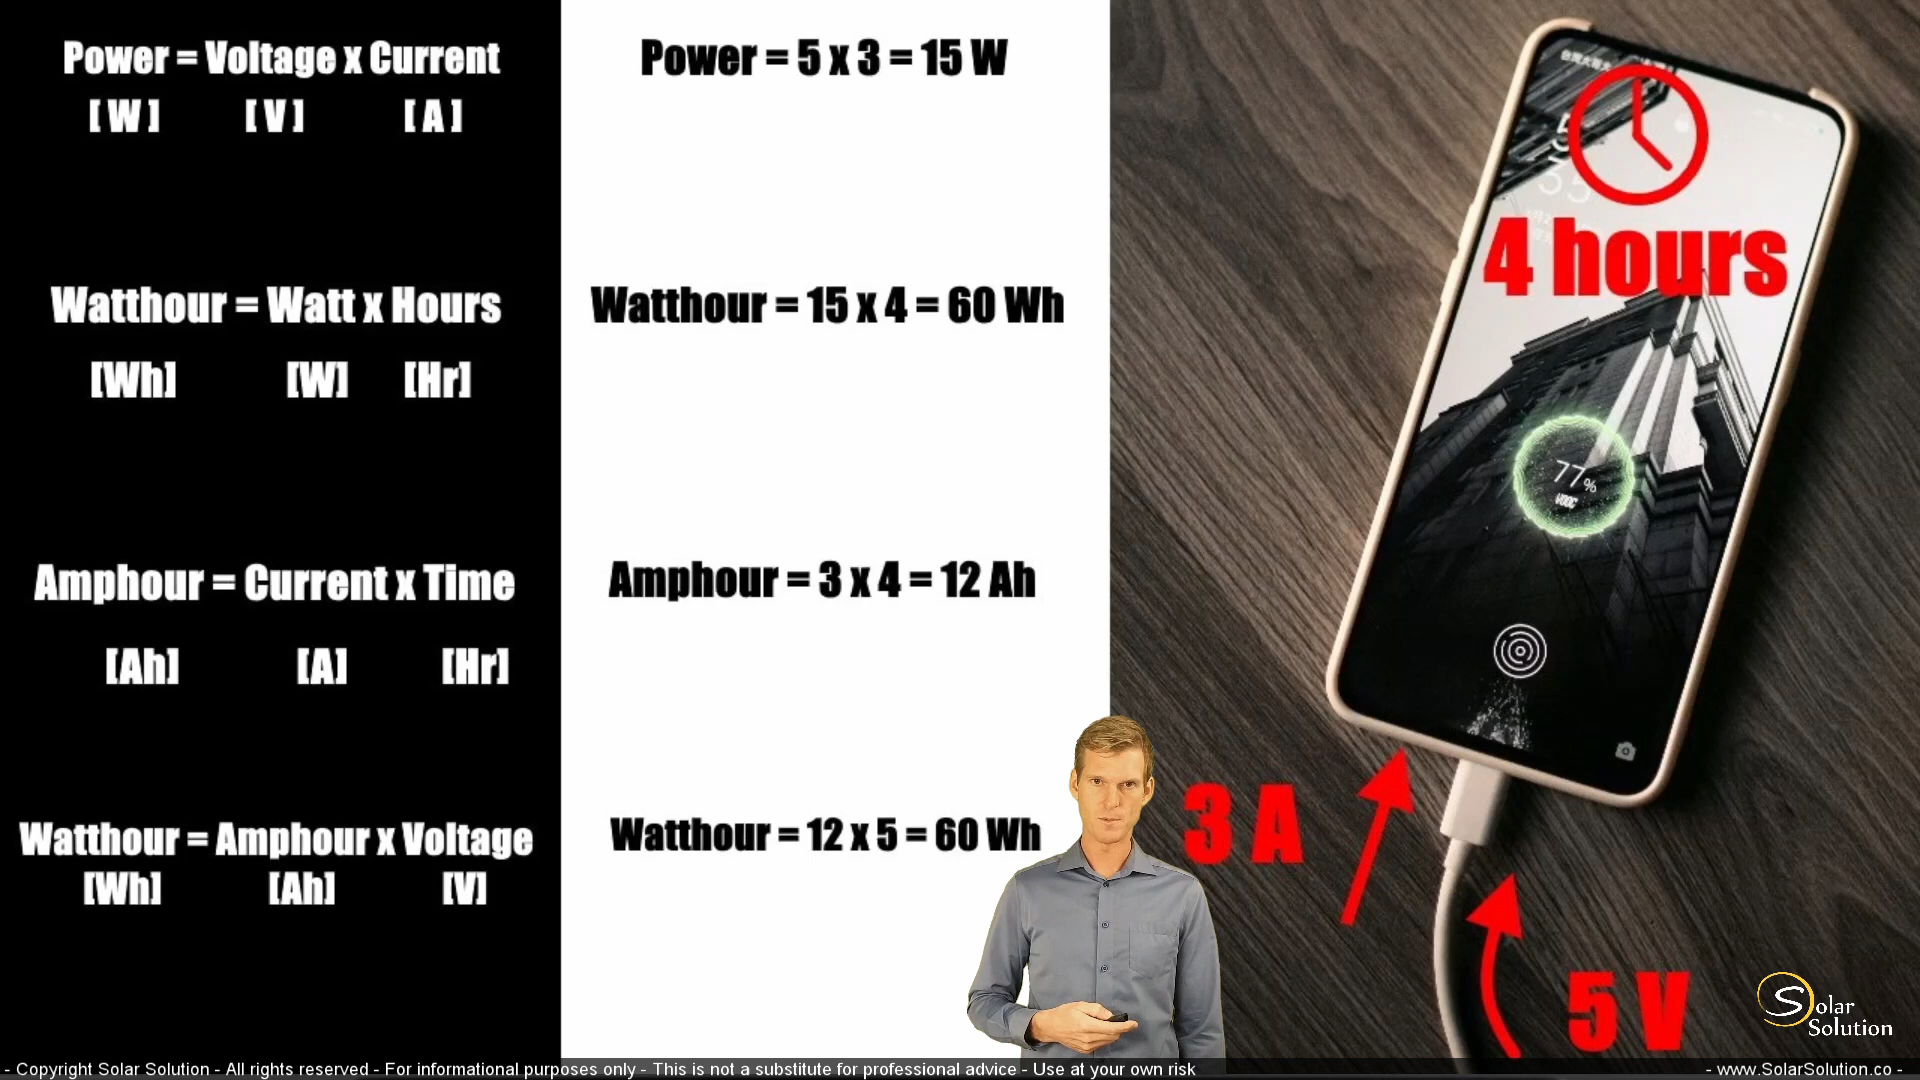 Power = Voltage x Current
[ W ] [ V ] [ A ]
Watthour = Watt x Hours
[Wh] [W] [Hr]
Amphour = Current x Time
[Ah] [A] [Hr]
Watthour = Amphour x Voltage
[Wh] [Ah] [V]
Power = 5 x 3 = 15 W
Watthour = 15 x 4 = 60 Wh
Amphour = 3 x 4 = 12 Ah
Watthour = 12 x 5 = 60 Wh
4 hours
77%
VOOC
3 A
5 V
Solar
Solution
- Copyright Solar Solution - All rights reserved - For informational purposes only - This is not a substitute for professional advice - Use at your own risk
- www.SolarSolution.co -